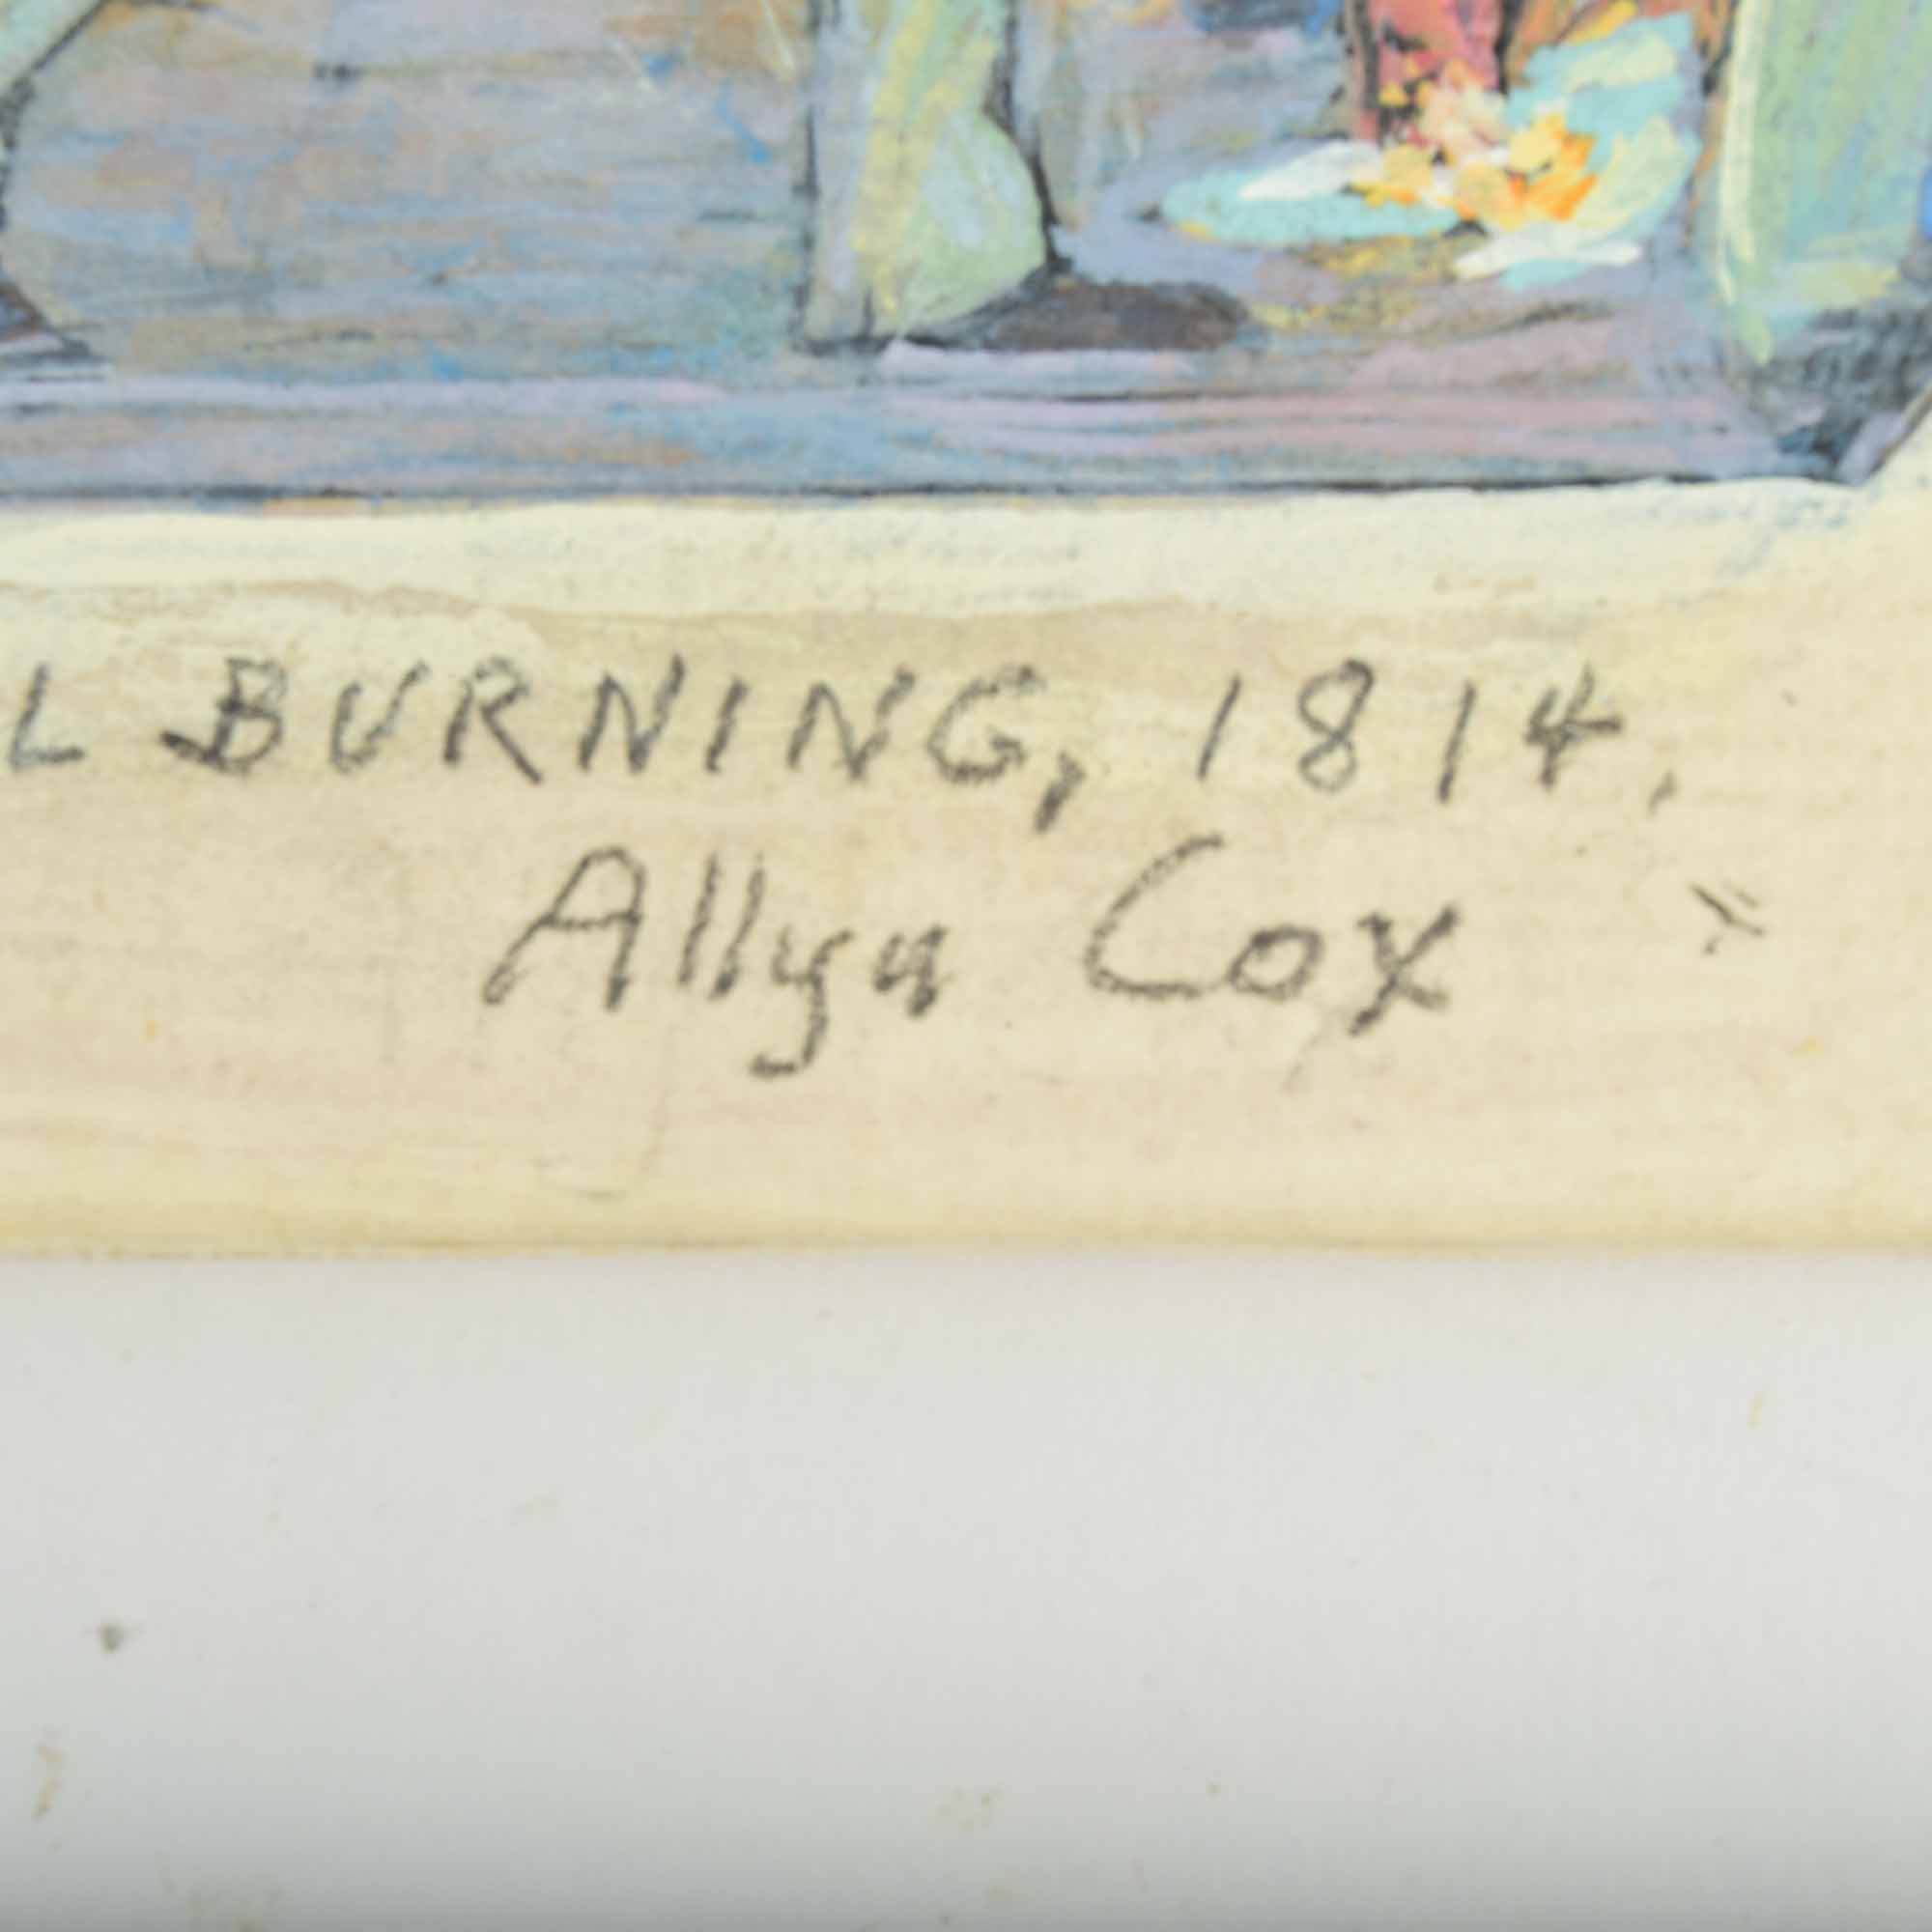 L BURNING, 1814.
Allyn Cox